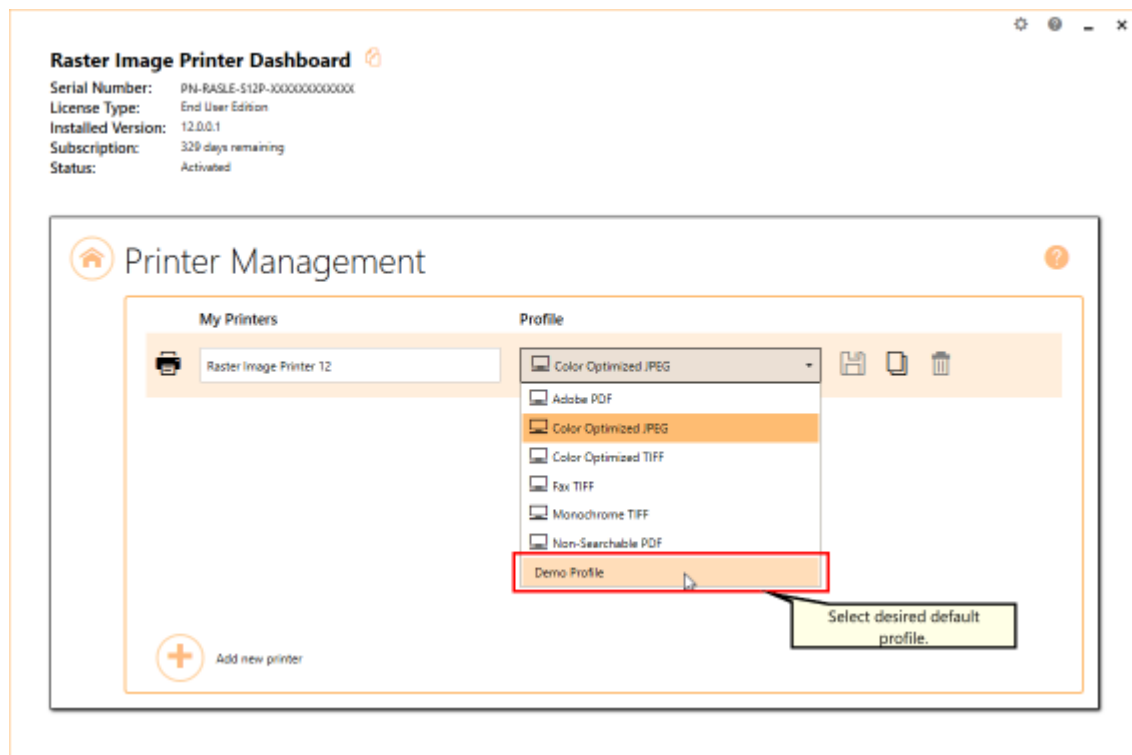 Raster Image Printer Dashboard
Serial Number: PN-RASLE-S12P-XXXXXXXXXXXX
License Type: End User Edition
Installed Version: 12.0.0.1
Subscription: 329 days remaining
Status: Activated
Printer Management
My Printers Profile
Raster Image Printer 12 Color Optimized JPEG
Adobe PDF
Color Optimized JPEG
Color Optimized TIFF
Fax TIFF
Monochrome TIFF
Non-Searchable PDF
Demo Profile
Select desired default
profile.
Add new printer